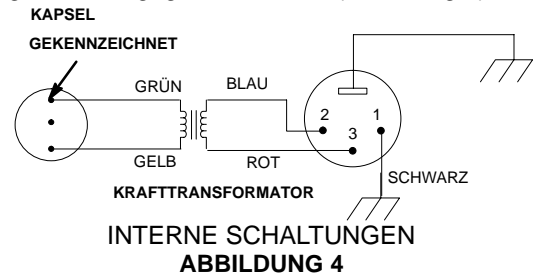 KAPSEL
GEKENNZEICHNET
GRÜN
BLAU
2
1
3
GELB
ROT
SCHWARZ
KRAFTTRANSFORMATOR
INTERNE SCHALTUNGEN
ABBILDUNG 4